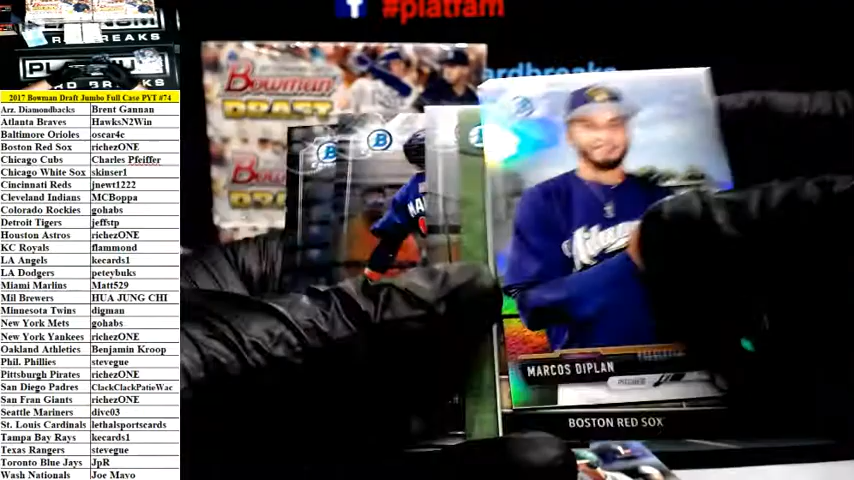 #platfam
ardbreaks
RD BREAKS
2017 Bowman Draft Jumbo Full Case PYT #74
Arz. Diamondbacks Brent Gannan
Atlanta Braves HawksN2Win
Baltimore Orioles oscar4c
Boston Red Sox richezONE
Chicago Cubs Charles Pfeiffer
Chicago White Sox skinser1
Cincinnati Reds jnewt1222
Cleveland Indians MCBoppa
Colorado Rockies gohabs
Detroit Tigers jeffstp
Houston Astros richezONE
KC Royals flammond
LA Angels kecards1
LA Dodgers peteybuks
Miami Marlins Matt529
Mil Brewers HUA JUNG CHI
Minnesota Twins digman
New York Mets gohabs
New York Yankees richezONE
Oakland Athletics Benjamin Kroop
Phil. Phillies stevegue
Pittsburgh Pirates richezONE
San Diego Padres ClackClackPatieWac
San Fran Giants richezONE
Seattle Mariners divc03
St. Louis Cardinals lethalsportscards
Tampa Bay Rays kecards1
Texas Rangers stevegue
Toronto Blue Jays JpR
Wash Nationals Joe Mayo
Bowman
DRAFT
MARCOS DIPLAN
BOSTON RED SOX